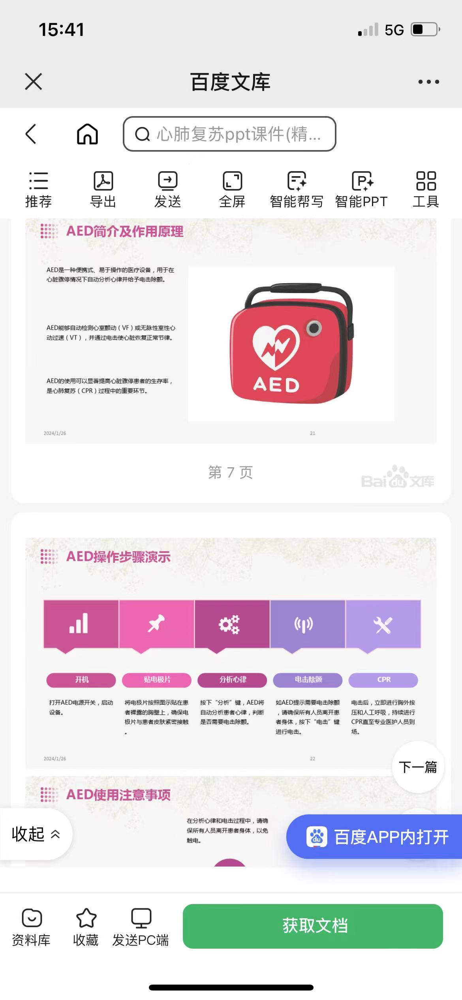 15:41
5G
百度文库
心肺复苏ppt课件(精...
推荐
导出
发送
全屏
智能帮写
智能PPT
工具
AED简介及作用原理
AED是一种便携式、易于操作的医疗设备，用于在
心脏骤停情况下自动分析心律并给予电击除颤。
AED能够自动检测心室颤动（VF）或无脉性室性心
动过速（VT），并通过电击使心脏恢复正常节律。
AED的使用可以显著提高心脏骤停患者的生存率，
是心肺复苏（CPR）过程中的重要环节。
AED
2024/1/26
21
第 7 页
Bai du 文库
AED操作步骤演示
开机
打开AED电源开关，启动
设备。
贴电极片
将电极片按照图示贴在患
者裸露的胸壁上，确保电
极片与患者皮肤紧密接触
。
分析心律
按下“分析”键，AED将
自动分析患者心律，判断
是否需要电击除颤。
电击除颤
如AED提示需要电击除颤
，请确保所有人员离开患
者身体，按下“电击”键
进行电击。
CPR
电击后，立即进行胸外按
压和人工呼吸，持续进行
CPR直至专业医护人员到
场。
2024/1/26
22
下一篇
AED使用注意事项
在分析心律和电击过程中，请确
保所有人员离开患者身体，以免
触电。
收起
du
百度APP内打开
资料库
收藏
发送PC端
获取文档